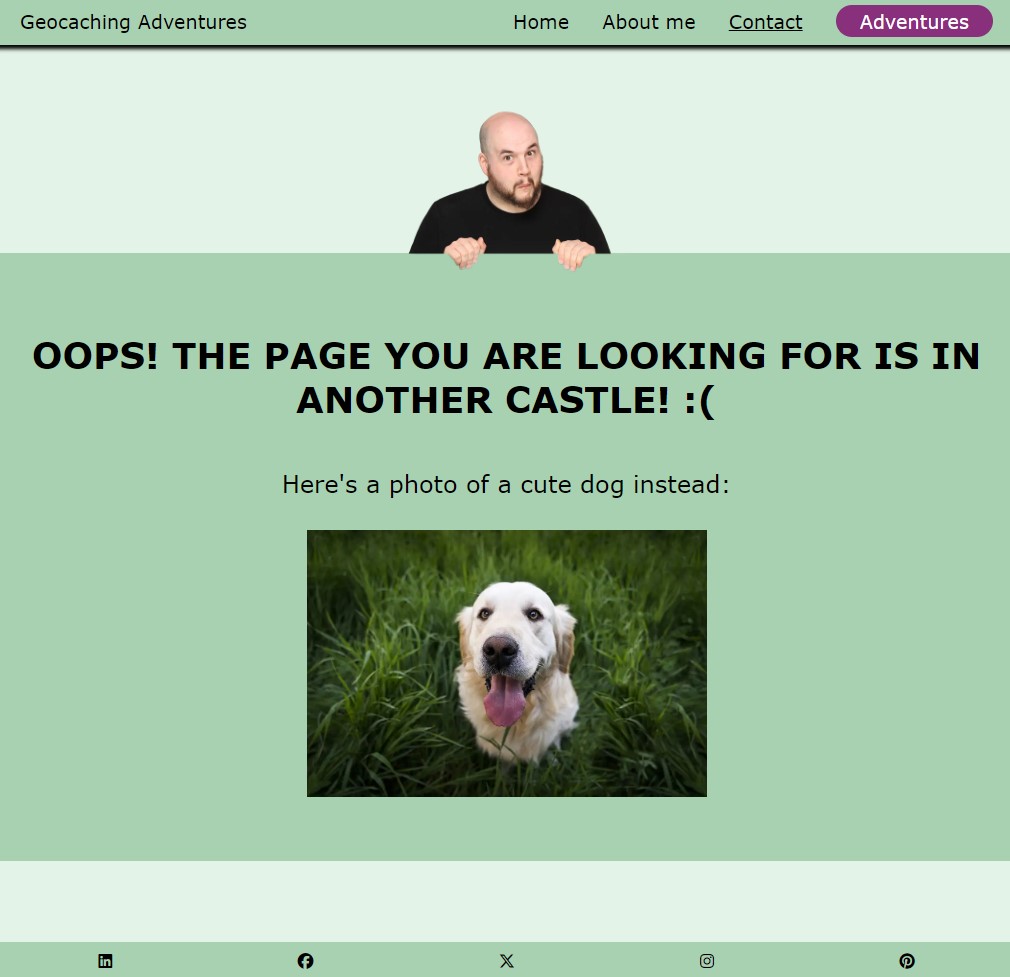 Geocaching Adventures Home About me Contact Adventures
OOPS! THE PAGE YOU ARE LOOKING FOR IS IN
ANOTHER CASTLE! :(
Here's a photo of a cute dog instead: